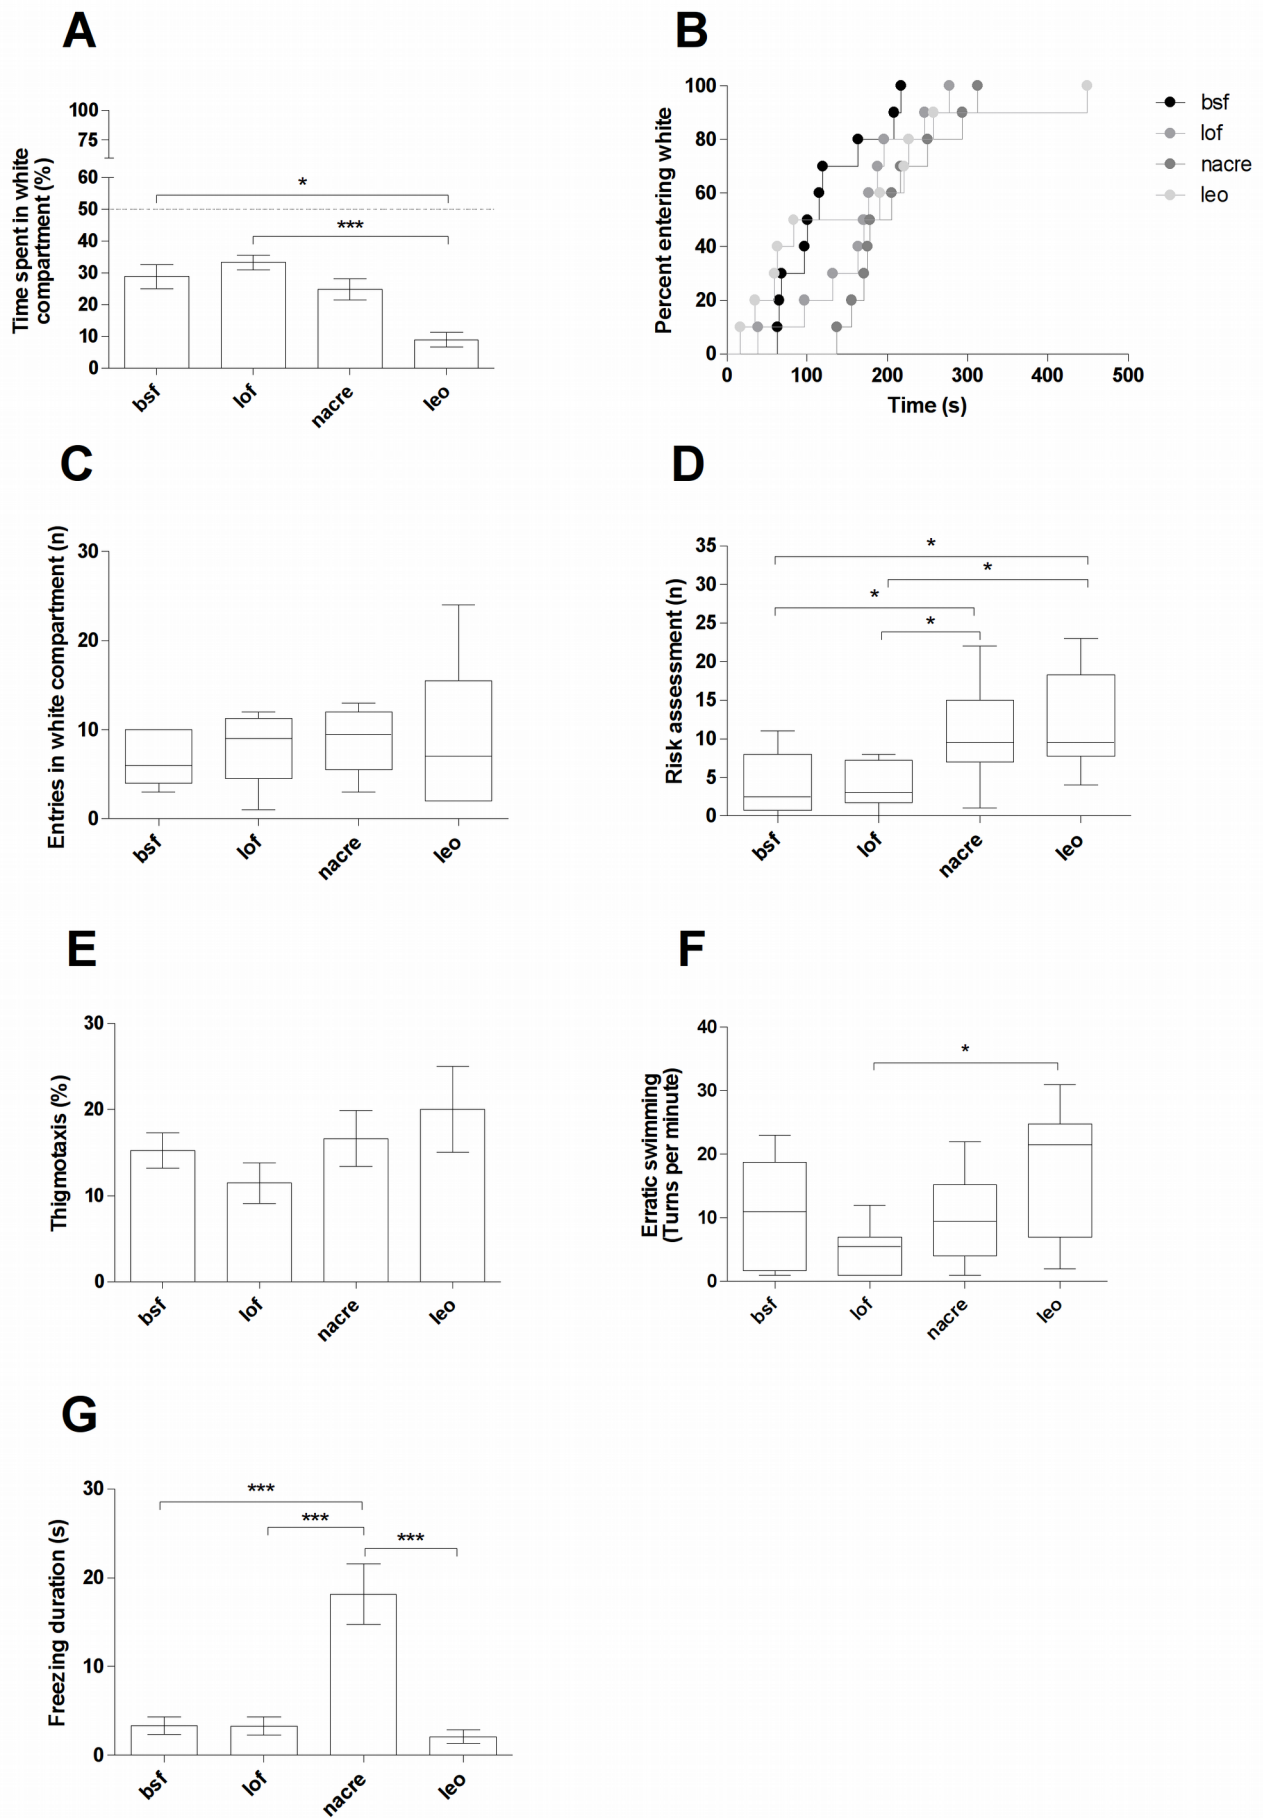 A
Time spent in white
compartment (%)
100
75
60
50
40
30
20
10
0
*
***
bsf
lof
nacre
leo
B
Percent entering white
100
80
60
40
20
0
0 100 200 300 400 500
Time (s)
bsf
lof
nacre
leo
C
Entries in white compartment (n)
30
20
10
0
bsf
lof
nacre
leo
D
Risk assessment (n)
35
30
25
20
15
10
5
0
*
*
*
*
bsf
lof
nacre
leo
E
Thigmotaxis (%)
30
20
10
0
bsf
lof
nacre
leo
F
Erratic swimming
(Turns per minute)
40
30
20
10
0
*
bsf
lof
nacre
leo
G
Freezing duration (s)
30
20
10
0
***
***
***
bsf
lof
nacre
leo